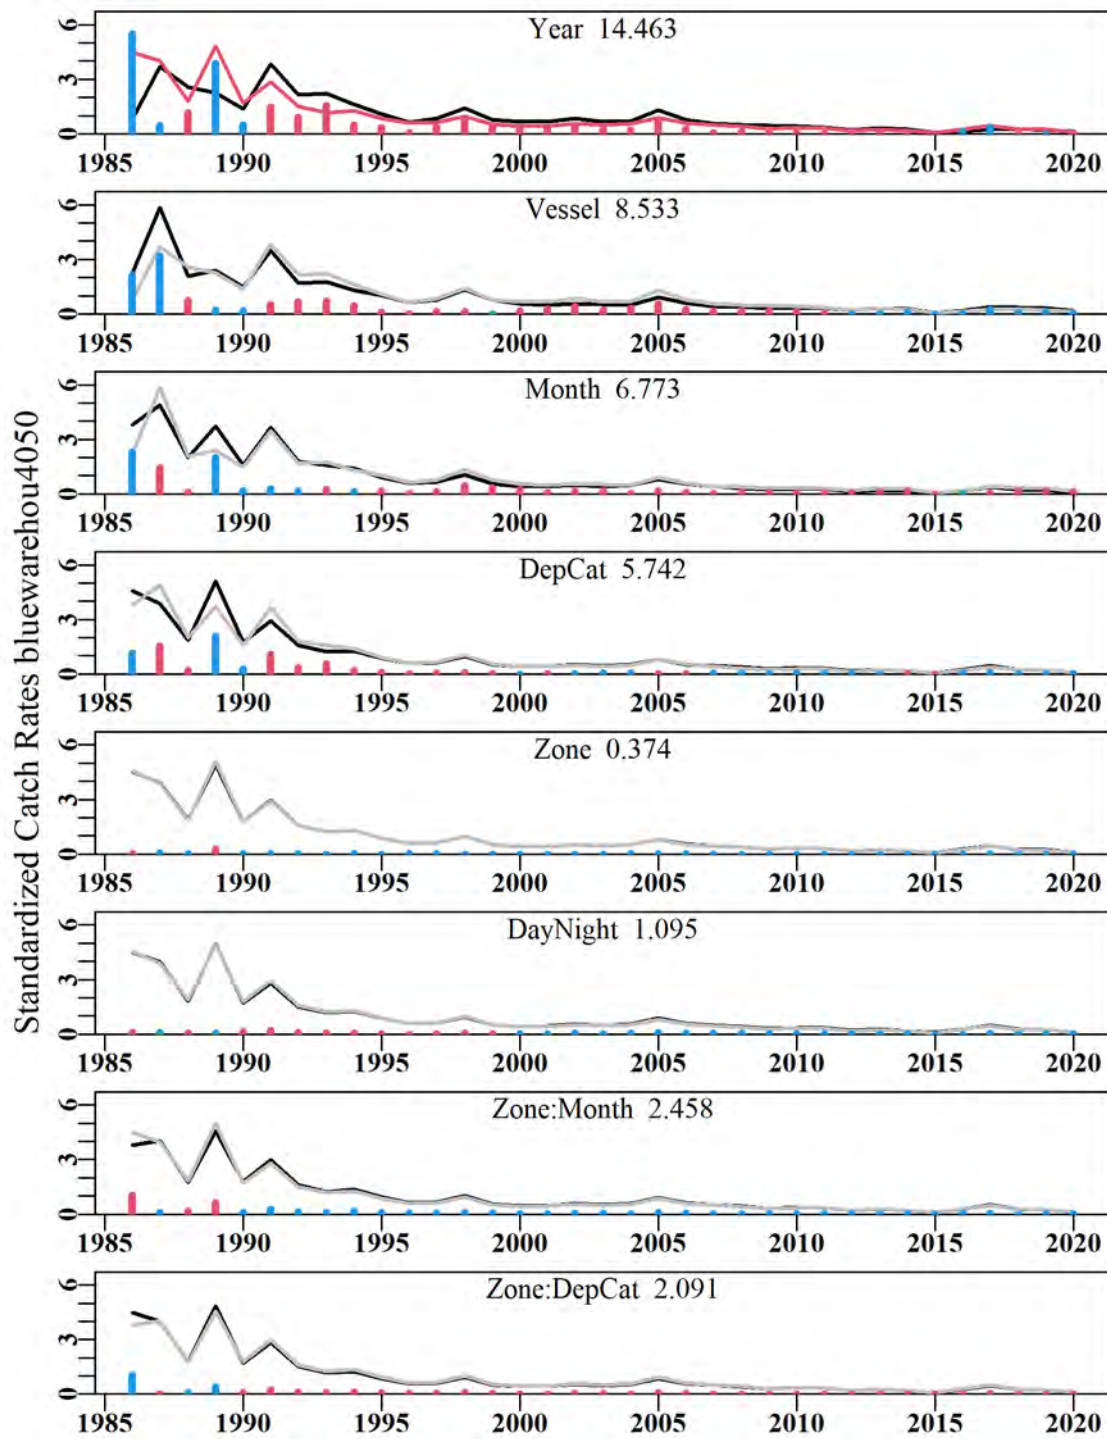 Standardized Catch Rates bluewarehou4050
Year 14.463
0 3 6
1985 1990 1995 2000 2005 2010 2015 2020
Vessel 8.533
0 3 6
1985 1990 1995 2000 2005 2010 2015 2020
Month 6.773
0 3 6
1985 1990 1995 2000 2005 2010 2015 2020
DepCat 5.742
0 3 6
1985 1990 1995 2000 2005 2010 2015 2020
Zone 0.374
0 3 6
1985 1990 1995 2000 2005 2010 2015 2020
DayNight 1.095
0 3 6
1985 1990 1995 2000 2005 2010 2015 2020
Zone:Month 2.458
0 3 6
1985 1990 1995 2000 2005 2010 2015 2020
Zone:DepCat 2.091
0 3 6
1985 1990 1995 2000 2005 2010 2015 2020